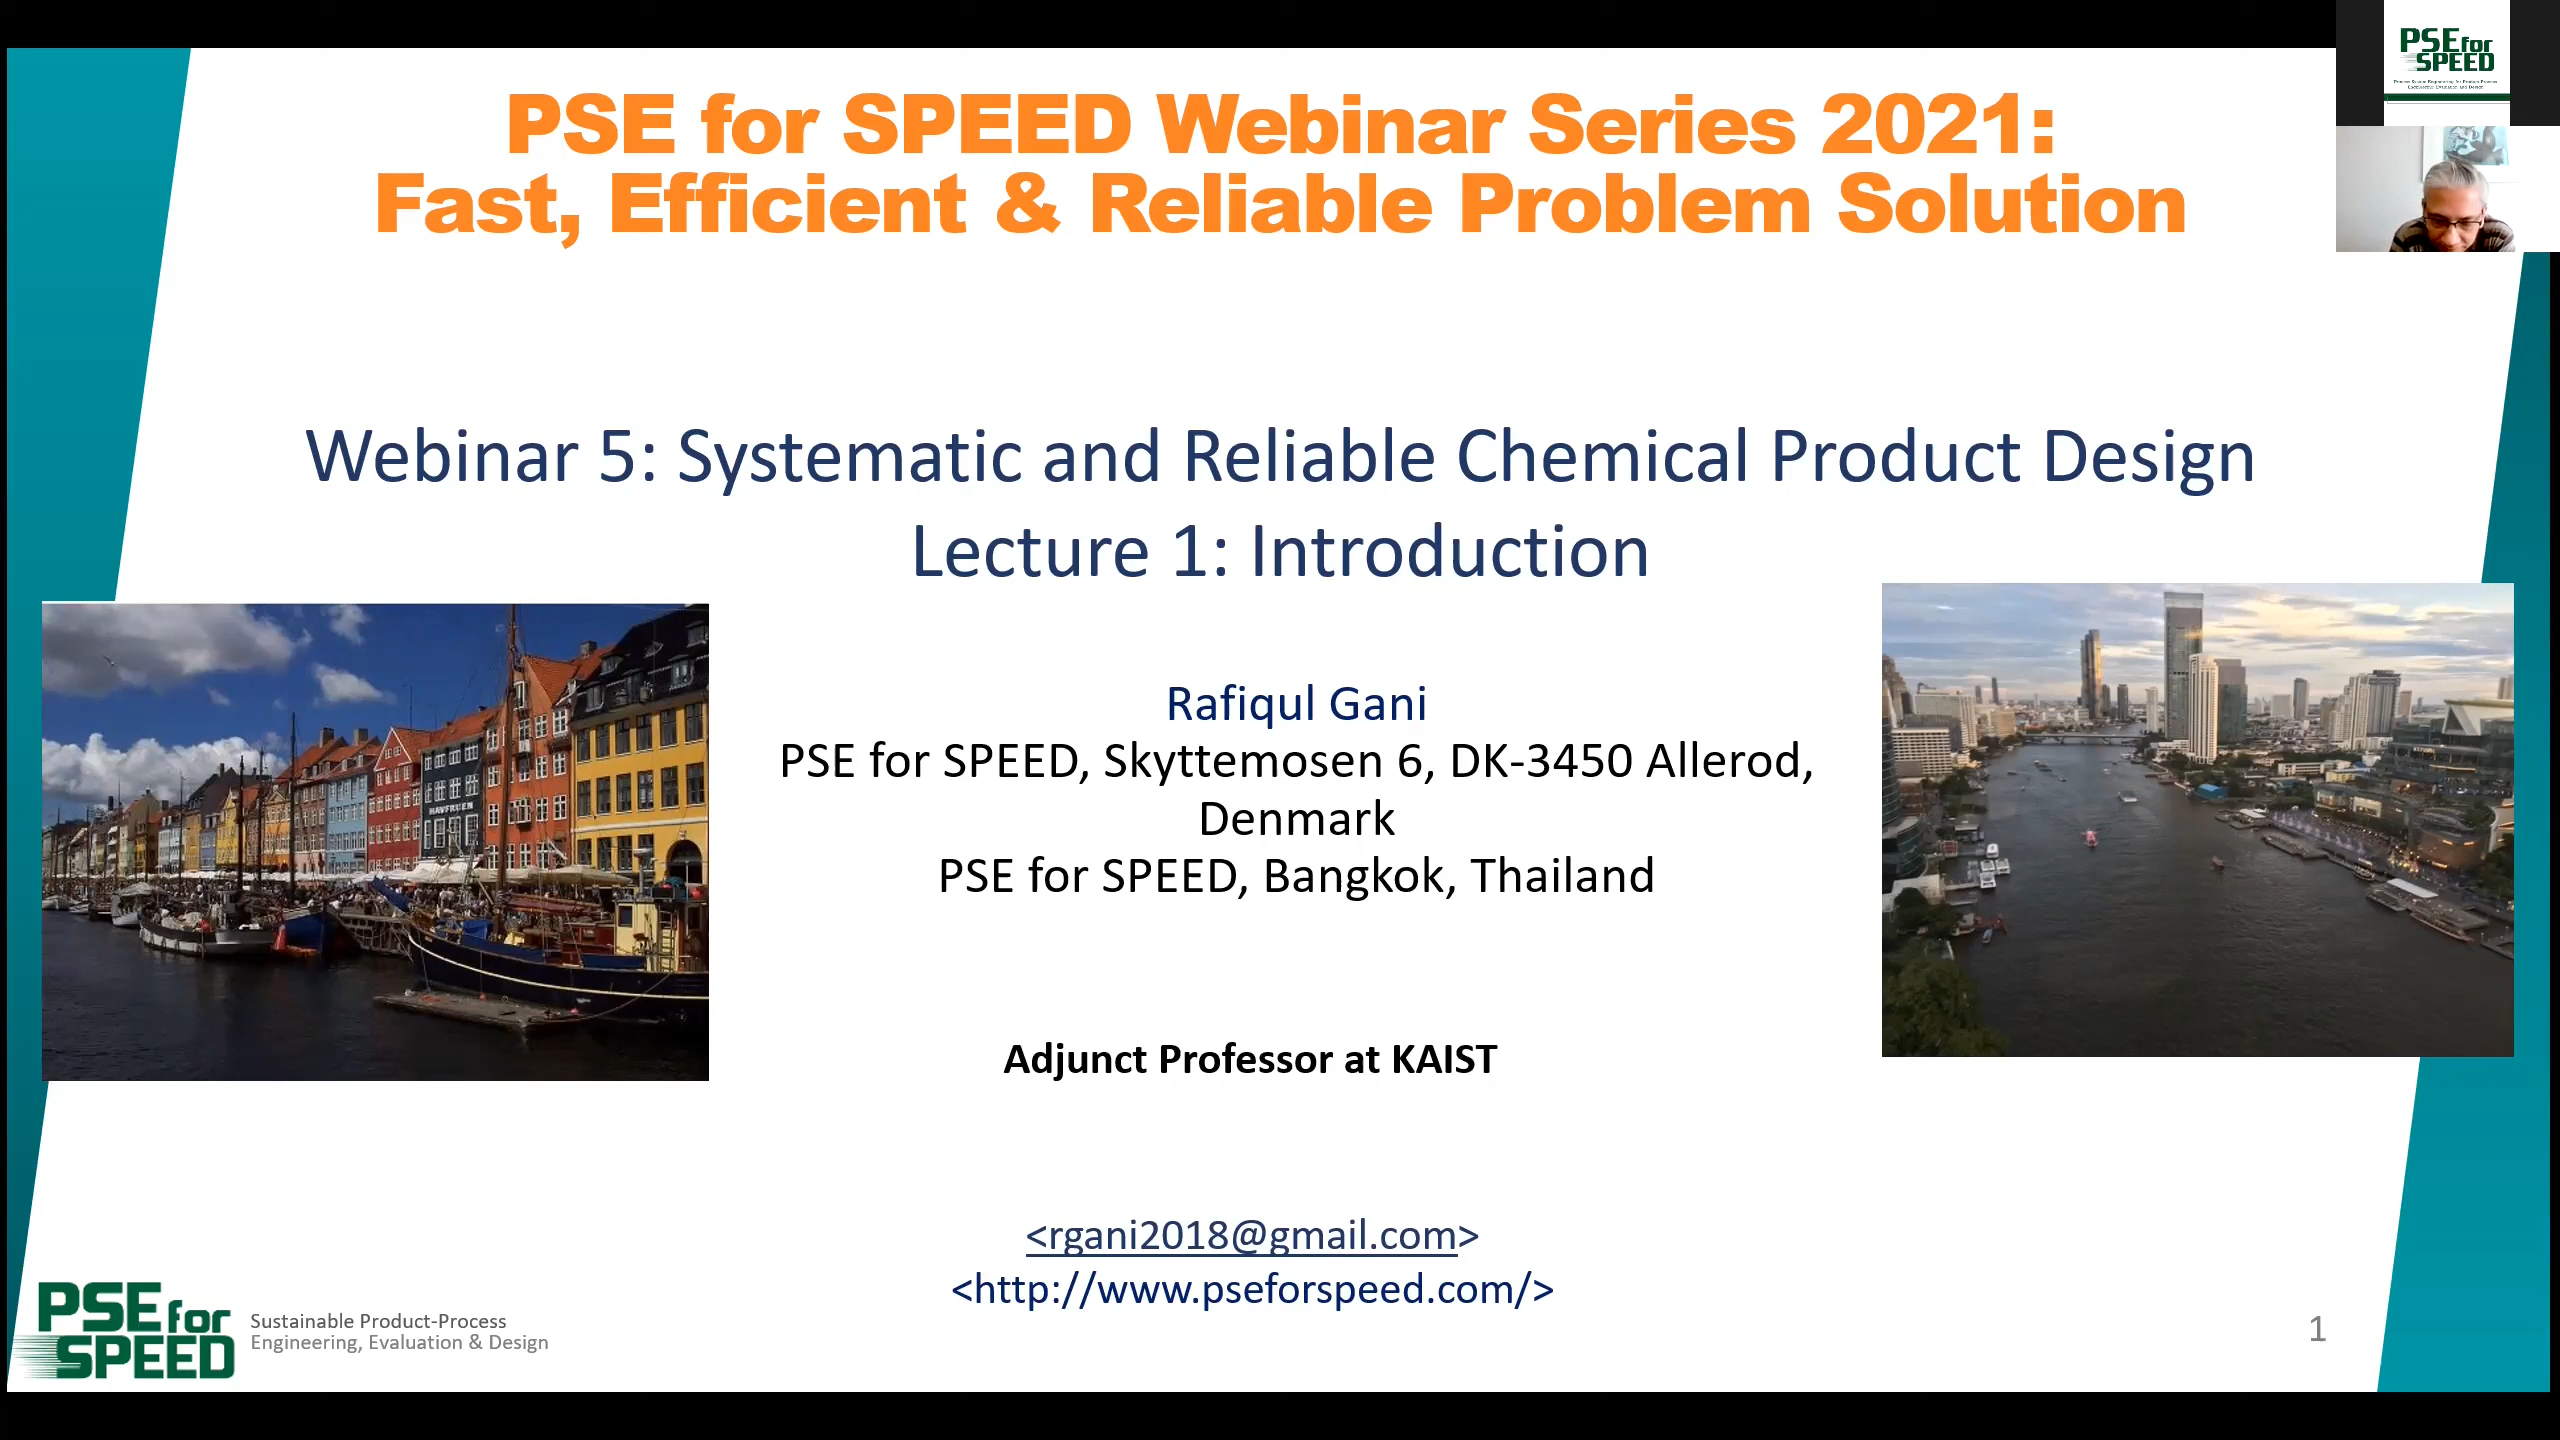 PSE for SPEED Webinar Series 2021:
Fast, Efficient & Reliable Problem Solution
PSE for
SPEED
Webinar 5: Systematic and Reliable Chemical Product Design
Lecture 1: Introduction
HAVFRUEN
Rafiqul Gani
PSE for SPEED, Skyttemosen 6, DK-3450 Allerod,
Denmark
PSE for SPEED, Bangkok, Thailand
Adjunct Professor at KAIST
<rgani2018@gmail.com>
<http://www.pseforspeed.com/>
PSE for
SPEED
Sustainable Product-Process
Engineering, Evaluation & Design
1